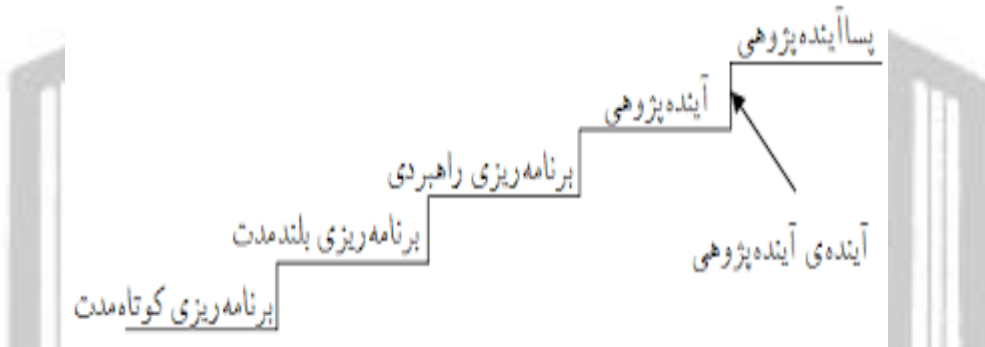 پساآینده‌پژوهی
آینده‌پژوهی
برنامه‌ریزی راهبردی
برنامه‌ریزی بلندمدت
آینده‌ی آینده‌پژوهی
برنامه‌ریزی کوتاه‌مدت